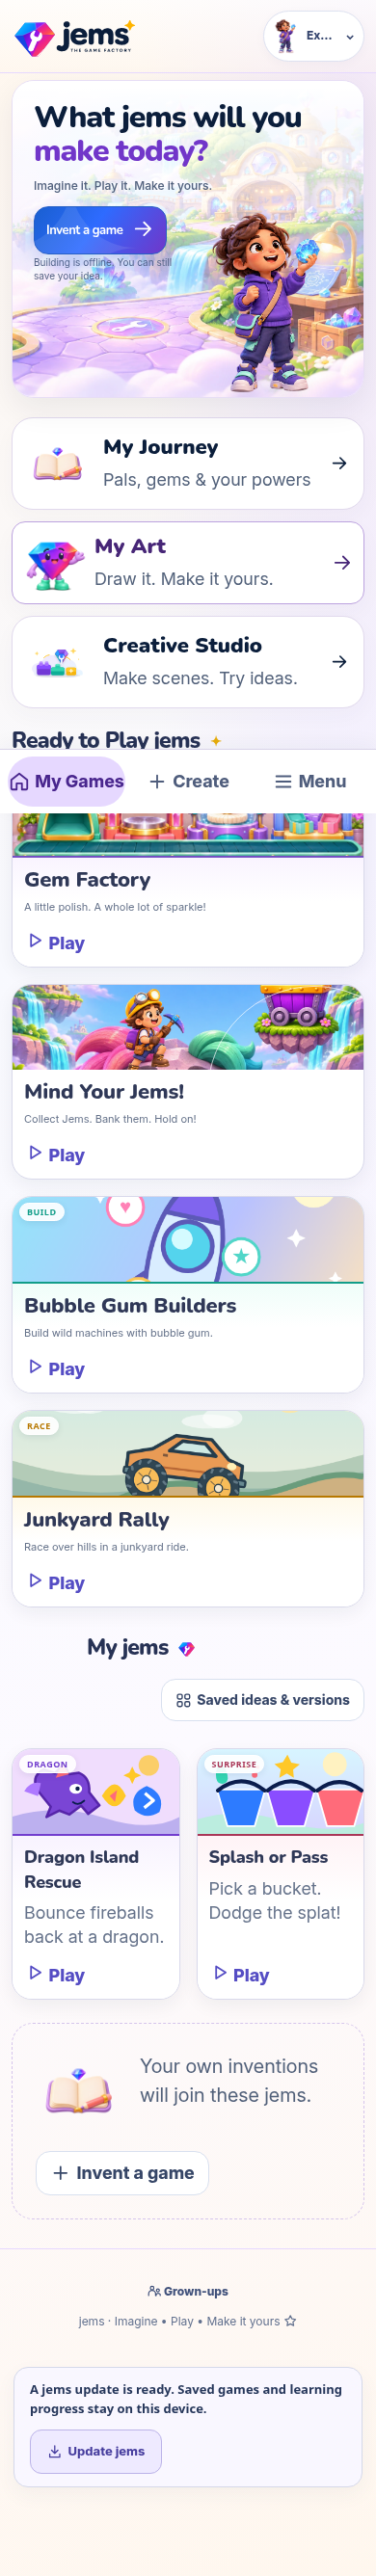 jems
THE GAME FACTORY
Ex...
What jems will you
make today?
Imagine it. Play it. Make it yours.
Invent a game
Building is offline. You can still
save your idea.
My Journey
Pals, gems & your powers
My Art
Draw it. Make it yours.
Creative Studio
Make scenes. Try ideas.
Ready to Play jems
My Games
Create
Menu
Gem Factory
A little polish. A whole lot of sparkle!
Play
Mind Your Jems!
Collect Jems. Bank them. Hold on!
Play
BUILD
Bubble Gum Builders
Build wild machines with bubble gum.
Play
RACE
Junkyard Rally
Race over hills in a junkyard ride.
Play
My jems
Saved ideas & versions
DRAGON
Dragon Island
Rescue
Bounce fireballs
back at a dragon.
Play
SURPRISE
Splash or Pass
Pick a bucket.
Dodge the splat!
Play
Your own inventions
will join these jems.
Invent a game
Grown-ups
jems · Imagine • Play • Make it yours
A jems update is ready. Saved games and learning
progress stay on this device.
Update jems